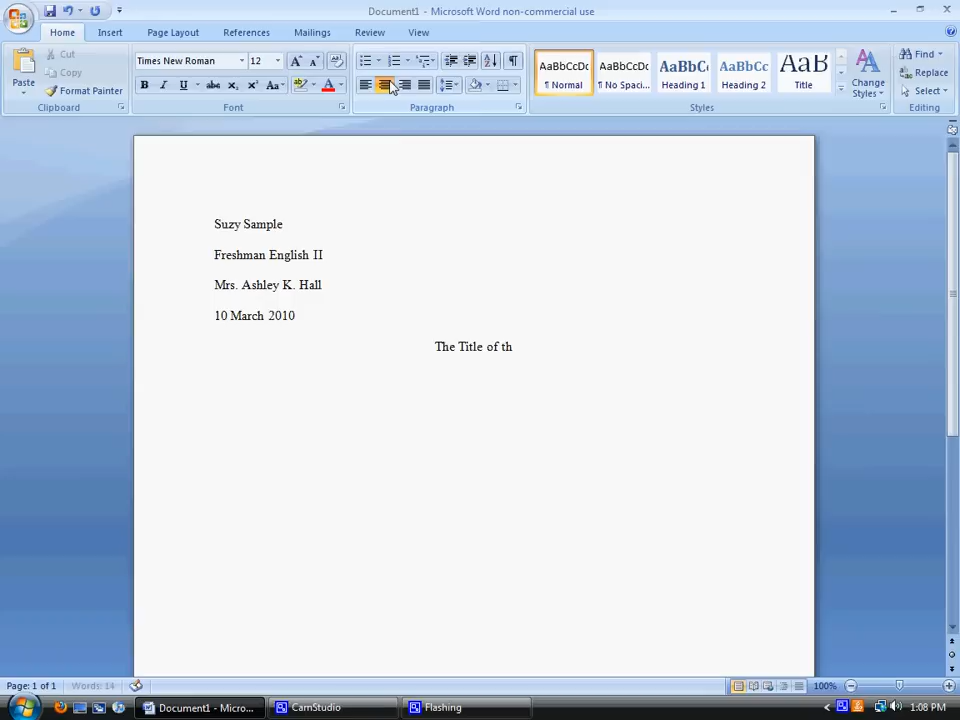 Document1 - Microsoft Word non-commercial use
Home Insert Page Layout References Mailings Review View
Paste
Cut
Copy
Format Painter
Clipboard
Times New Roman 12
Font
Paragraph
AaBbCcDc AaBbCcDc AaBbC AaBbCc AaB
¶ Normal ¶ No Spaci... Heading 1 Heading 2 Title
Change Styles
Styles
Find
Replace
Select
Editing
Suzy Sample
Freshman English II
Mrs. Ashley K. Hall
10 March 2010
The Title of th
Page: 1 of 1 Words: 14 100%
Document1 - Micro... CamStudio Flashing 1:08 PM